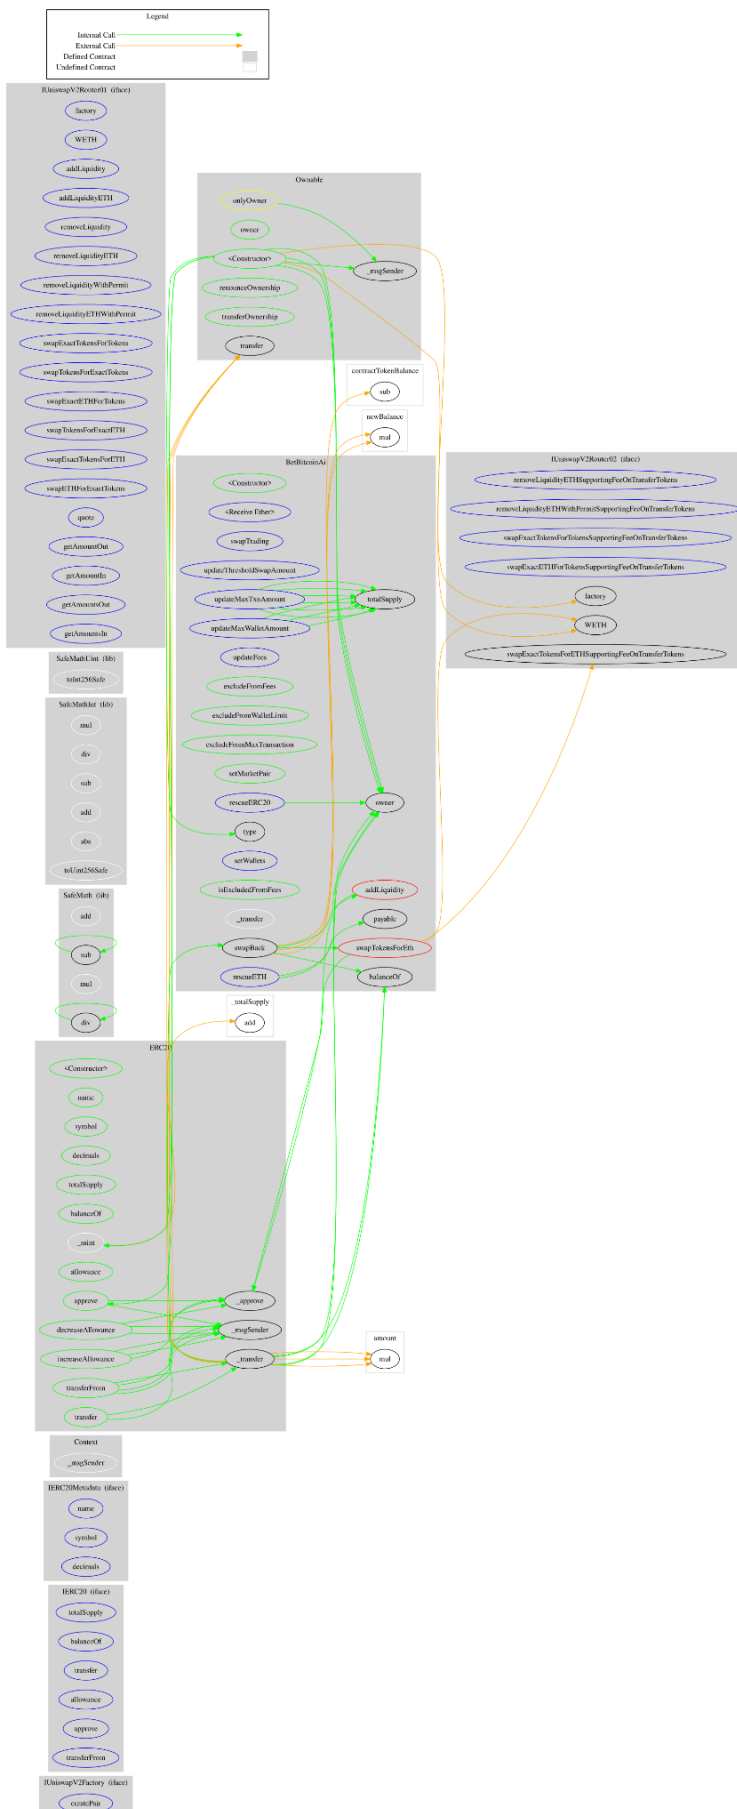 Legend
Internal Call
External Call
Defined Contract
Undefined Contract
IUniswapV2Router01 (iface)
factory
WETH
addLiquidity
addLiquidityETH
removeLiquidity
removeLiquidityETH
removeLiquidityWithPermit
removeLiquidityETHWithPermit
swapExactTokensForTokens
swapTokensForExactTokens
swapExactETHForTokens
swapTokensForExactETH
swapExactTokensForETH
swapETHForExactTokens
quote
getAmountOut
getAmountIn
getAmountsOut
getAmountsIn
SafeMathUint (lib)
toInt256Safe
SafeMathInt (lib)
mul
div
sub
add
abs
toUint256Safe
SafeMath (lib)
add
sub
mul
div
Ownable
onlyOwner
owner
<Constructor>
renounceOwnership
transferOwnership
transfer
_msgSender
contractTokenBalance
sub
newBalance
mul
BetBitcoinAi
<Constructor>
<Receive Ether>
swapTrading
updateThresholdSwapAmount
updateMaxTxnAmount
updateMaxWalletAmount
updateFees
excludeFromFees
excludeFromWalletLimit
excludeFromMaxTransaction
setMarketPair
rescueERC20
type
setWallets
isExcludedFromFees
_transfer
swapBack
rescueETH
totalSupply
owner
addLiquidity
payable
swapTokensForEth
balanceOf
IUniswapV2Router02 (iface)
removeLiquidityETHSupportingFeeOnTransferTokens
removeLiquidityETHWithPermitSupportingFeeOnTransferTokens
swapExactTokensForTokensSupportingFeeOnTransferTokens
swapExactETHForTokensSupportingFeeOnTransferTokens
factory
WETH
swapExactTokensForETHSupportingFeeOnTransferTokens
_totalSupply
add
ERC20
<Constructor>
name
symbol
decimals
totalSupply
balanceOf
_mint
allowance
approve
decreaseAllowance
increaseAllowance
transferFrom
transfer
_approve
_msgSender
_transfer
amount
mul
Context
_msgSender
IERC20Metadata (iface)
name
symbol
decimals
IERC20 (iface)
totalSupply
balanceOf
transfer
allowance
approve
transferFrom
IUniswapV2Factory (iface)
createPair